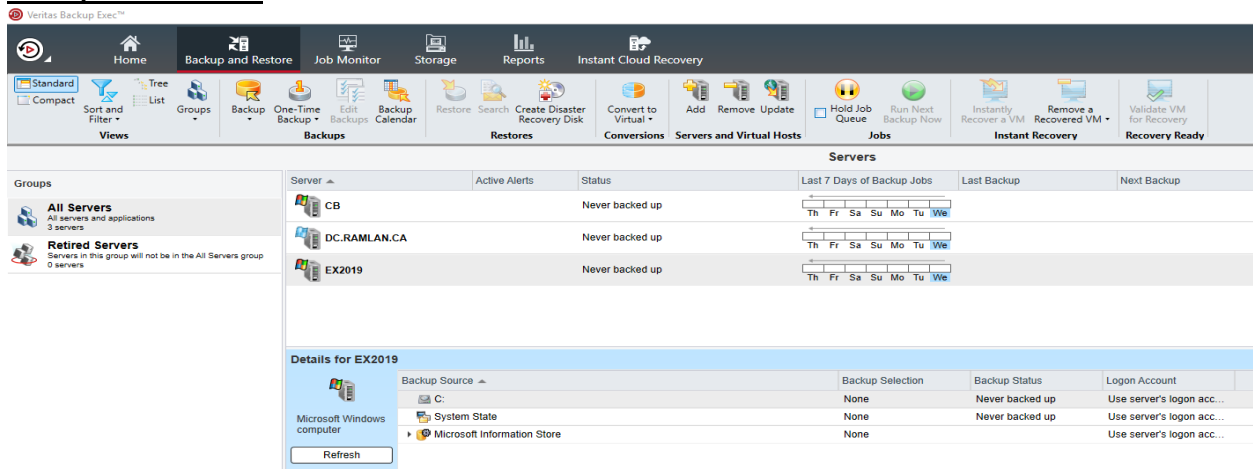 Veritas Backup Exec™
Home
Backup and Restore
Job Monitor
Storage
Reports
Instant Cloud Recovery
Standard
Compact
Sort and
Filter
Tree
List
Views
Groups
Backup
One-Time
Backup
Edit
Backups
Backup
Calendar
Backups
Restore
Search
Create Disaster
Recovery Disk
Restores
Convert to
Virtual
Conversions
Add
Remove
Update
Servers and Virtual Hosts
Hold Job
Queue
Run Next
Backup Now
Jobs
Instantly
Recover a VM
Remove a
Recovered VM
Instant Recovery
Validate VM
for Recovery
Recovery Ready
Servers
Groups
All Servers
All servers and applications
3 servers
Retired Servers
Servers in this group will not be in the All Servers group
0 servers
Server Active Alerts Status Last 7 Days of Backup Jobs Last Backup Next Backup
CB Never backed up
Th Fr Sa Su Mo Tu We
DC.RAMLAN.CA Never backed up
Th Fr Sa Su Mo Tu We
EX2019 Never backed up
Th Fr Sa Su Mo Tu We
Details for EX2019
Microsoft Windows
computer
Refresh
Backup Source Backup Selection Backup Status Logon Account
C: None Never backed up Use server's logon acc...
System State None Never backed up Use server's logon acc...
Microsoft Information Store None Use server's logon acc...